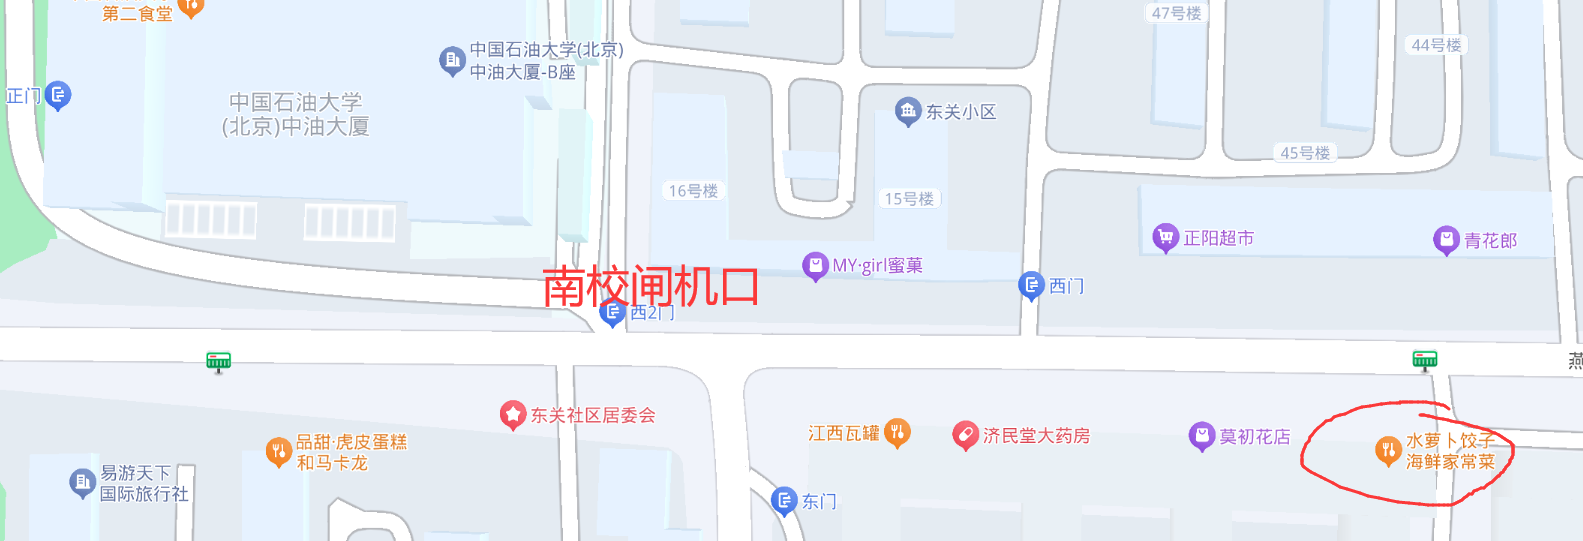 第二食堂
47号楼
44号楼
中国石油大学(北京)
中油大厦-B座
正门
中国石油大学
(北京)中油大厦
东关小区
45号楼
16号楼
15号楼
正阳超市
青花郎
MY·girl蜜菓
南校闸机口
西门
西2门
燕
东关社区居委会
江西瓦罐
济民堂大药房
莫初花店
水萝卜饺子
海鲜家常菜
品甜·虎皮蛋糕
和马卡龙
易游天下
国际旅行社
东门